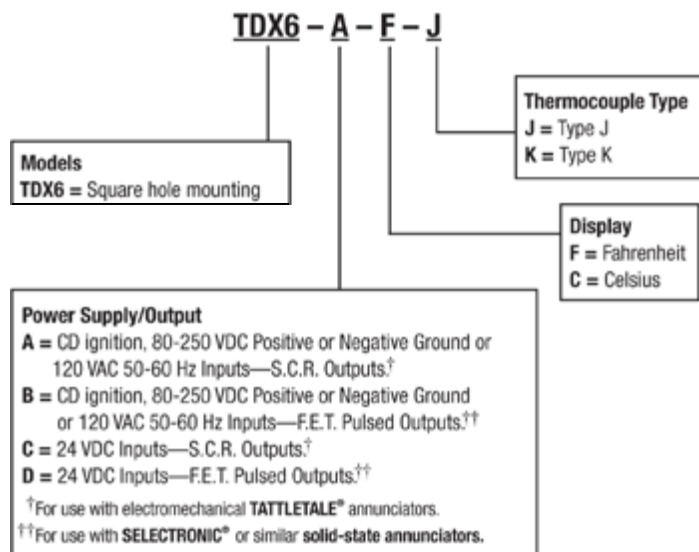 TDX6 – A – F – J
Thermocouple Type
J = Type J
K = Type K
Models
TDX6 = Square hole mounting
Display
F = Fahrenheit
C = Celsius
Power Supply/Output
A = CD ignition, 80-250 VDC Positive or Negative Ground or
120 VAC 50-60 Hz Inputs—S.C.R. Outputs.†
B = CD ignition, 80-250 VDC Positive or Negative Ground
or 120 VAC 50-60 Hz Inputs—F.E.T. Pulsed Outputs.††
C = 24 VDC Inputs—S.C.R. Outputs.†
D = 24 VDC Inputs—F.E.T. Pulsed Outputs.††
†For use with electromechanical TATTLETALE® annunciators.
††For use with SELECTRONIC® or similar solid-state annunciators.